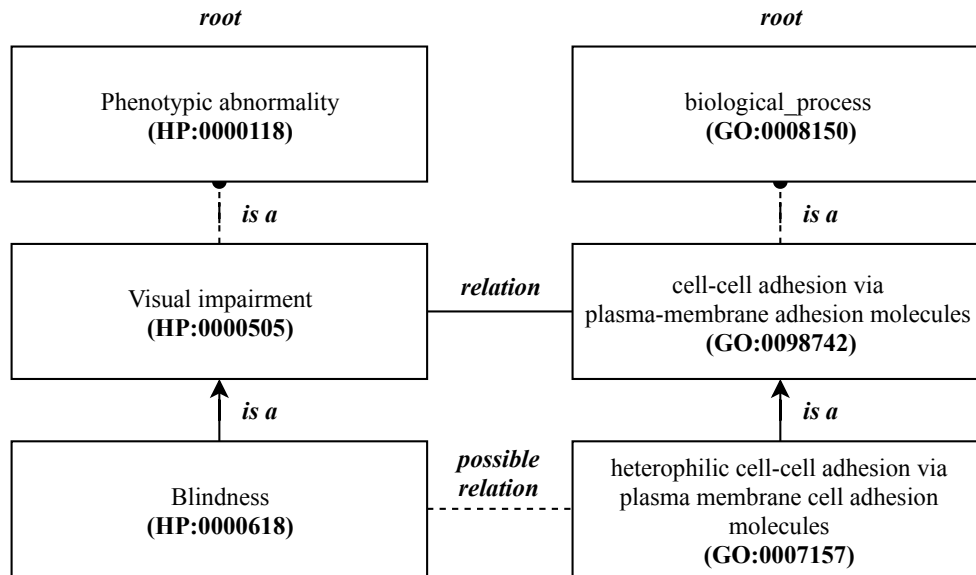 root
root
Phenotypic abnormality
(HP:0000118)
biological_process
(GO:0008150)
is a
is a
Visual impairment
(HP:0000505)
relation
cell-cell adhesion via
plasma-membrane adhesion molecules
(GO:0098742)
is a
is a
Blindness
(HP:0000618)
possible
relation
heterophilic cell-cell adhesion via
plasma membrane cell adhesion
molecules
(GO:0007157)